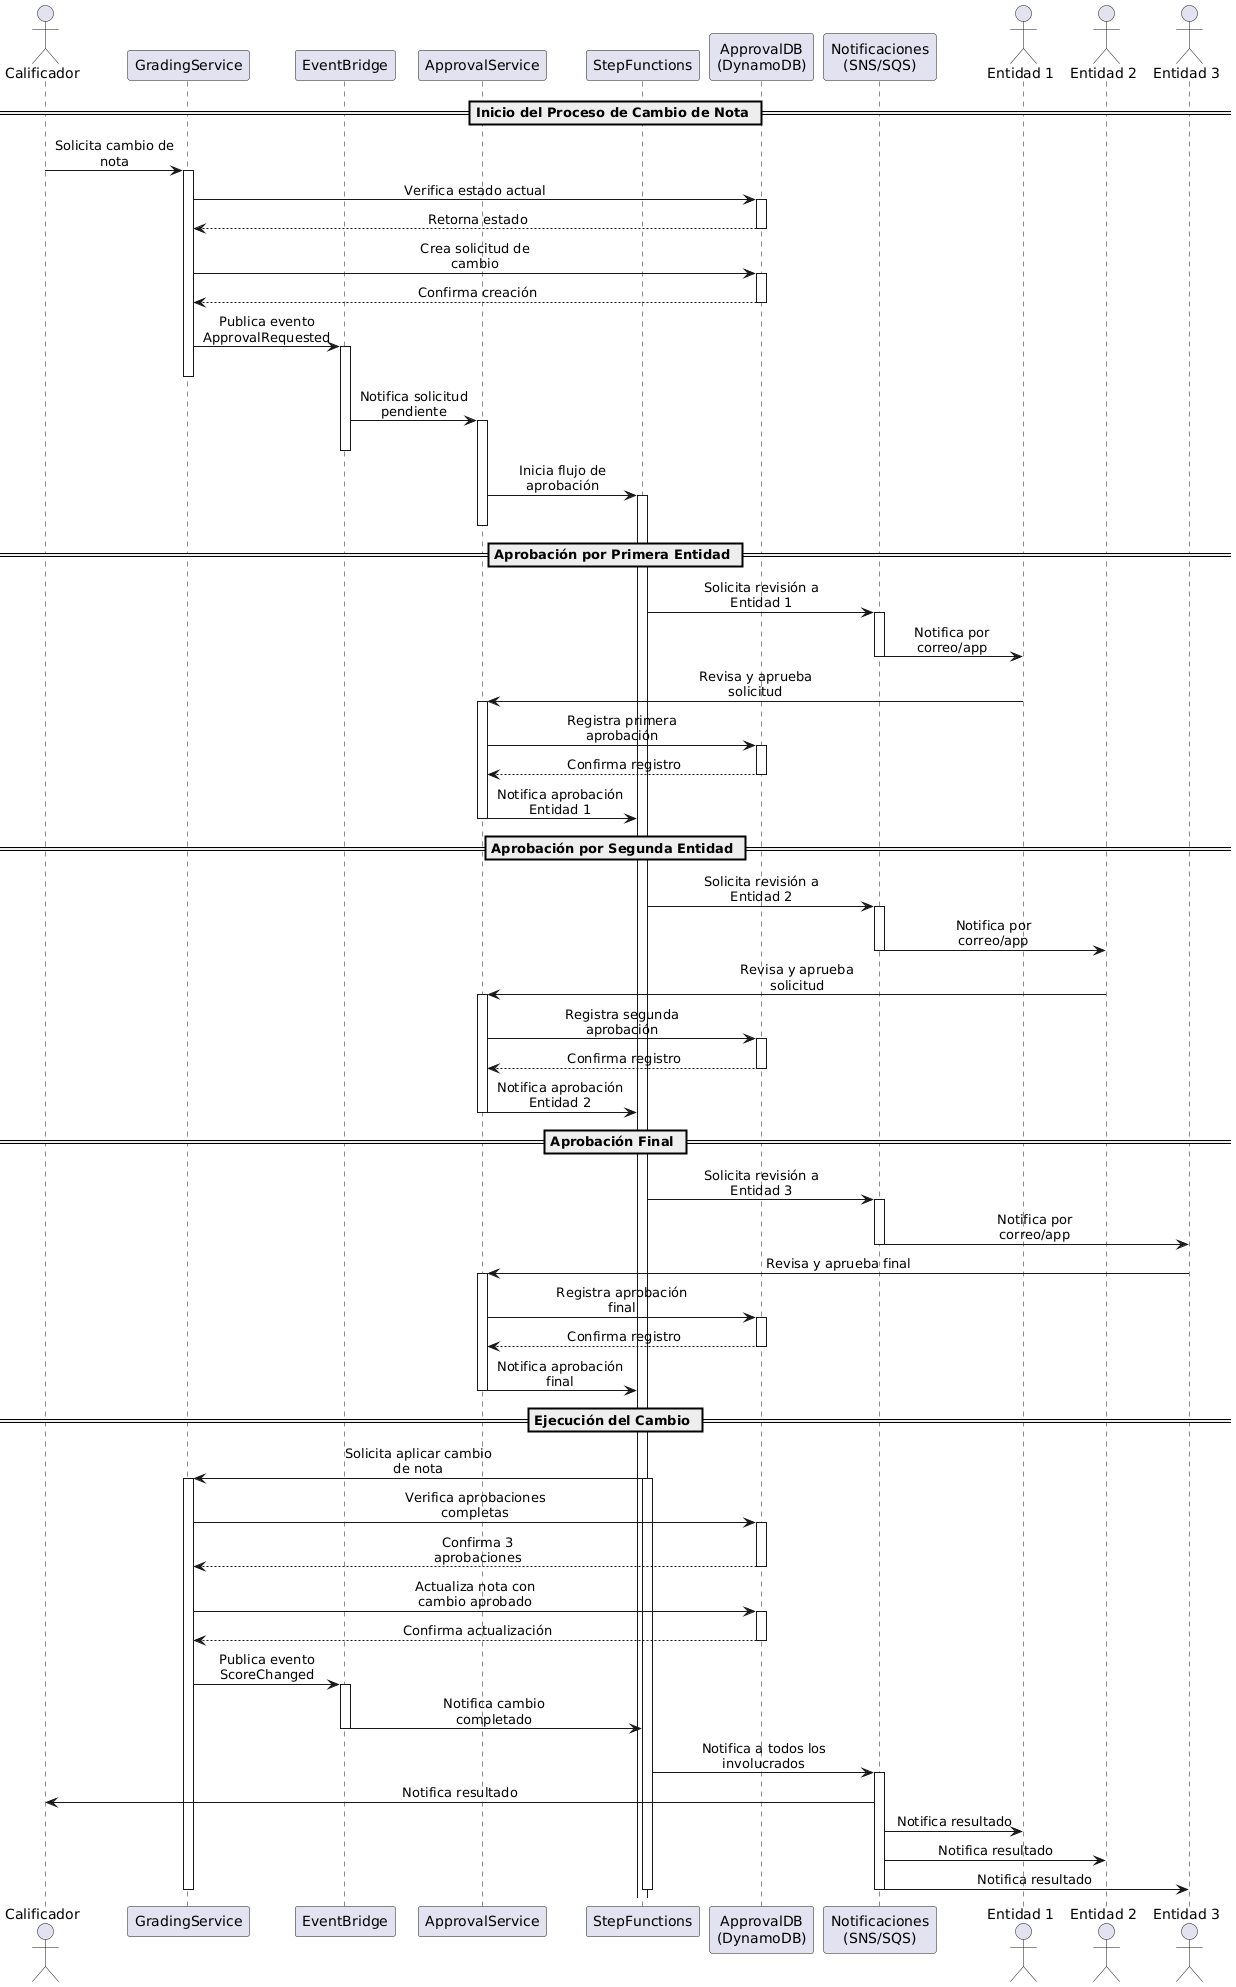 Calificador
GradingService
EventBridge
ApprovalService
StepFunctions
ApprovalDB
(DynamoDB)
Notificaciones
(SNS/SQS)
Entidad 1
Entidad 2
Entidad 3
Inicio del Proceso de Cambio de Nota
Solicita cambio de
nota
Verifica estado actual
Retorna estado
Crea solicitud de
cambio
Confirma creación
Publica evento
ApprovalRequested
Notifica solicitud
pendiente
Inicia flujo de
aprobación
Aprobación por Primera Entidad
Solicita revisión a
Entidad 1
Notifica por
correo/app
Revisa y aprueba
solicitud
Registra primera
aprobación
Confirma registro
Notifica aprobación
Entidad 1
Aprobación por Segunda Entidad
Solicita revisión a
Entidad 2
Notifica por
correo/app
Revisa y aprueba
solicitud
Registra segunda
aprobación
Confirma registro
Notifica aprobación
Entidad 2
Aprobación Final
Solicita revisión a
Entidad 3
Notifica por
correo/app
Revisa y aprueba final
Registra aprobación
final
Confirma registro
Notifica aprobación
final
Ejecución del Cambio
Solicita aplicar cambio
de nota
Verifica aprobaciones
completas
Confirma 3
aprobaciones
Actualiza nota con
cambio aprobado
Confirma actualización
Publica evento
ScoreChanged
Notifica cambio
completado
Notifica a todos los
involucrados
Notifica resultado
Notifica resultado
Notifica resultado
Notifica resultado
Calificador
GradingService
EventBridge
ApprovalService
StepFunctions
ApprovalDB
(DynamoDB)
Notificaciones
(SNS/SQS)
Entidad 1
Entidad 2
Entidad 3